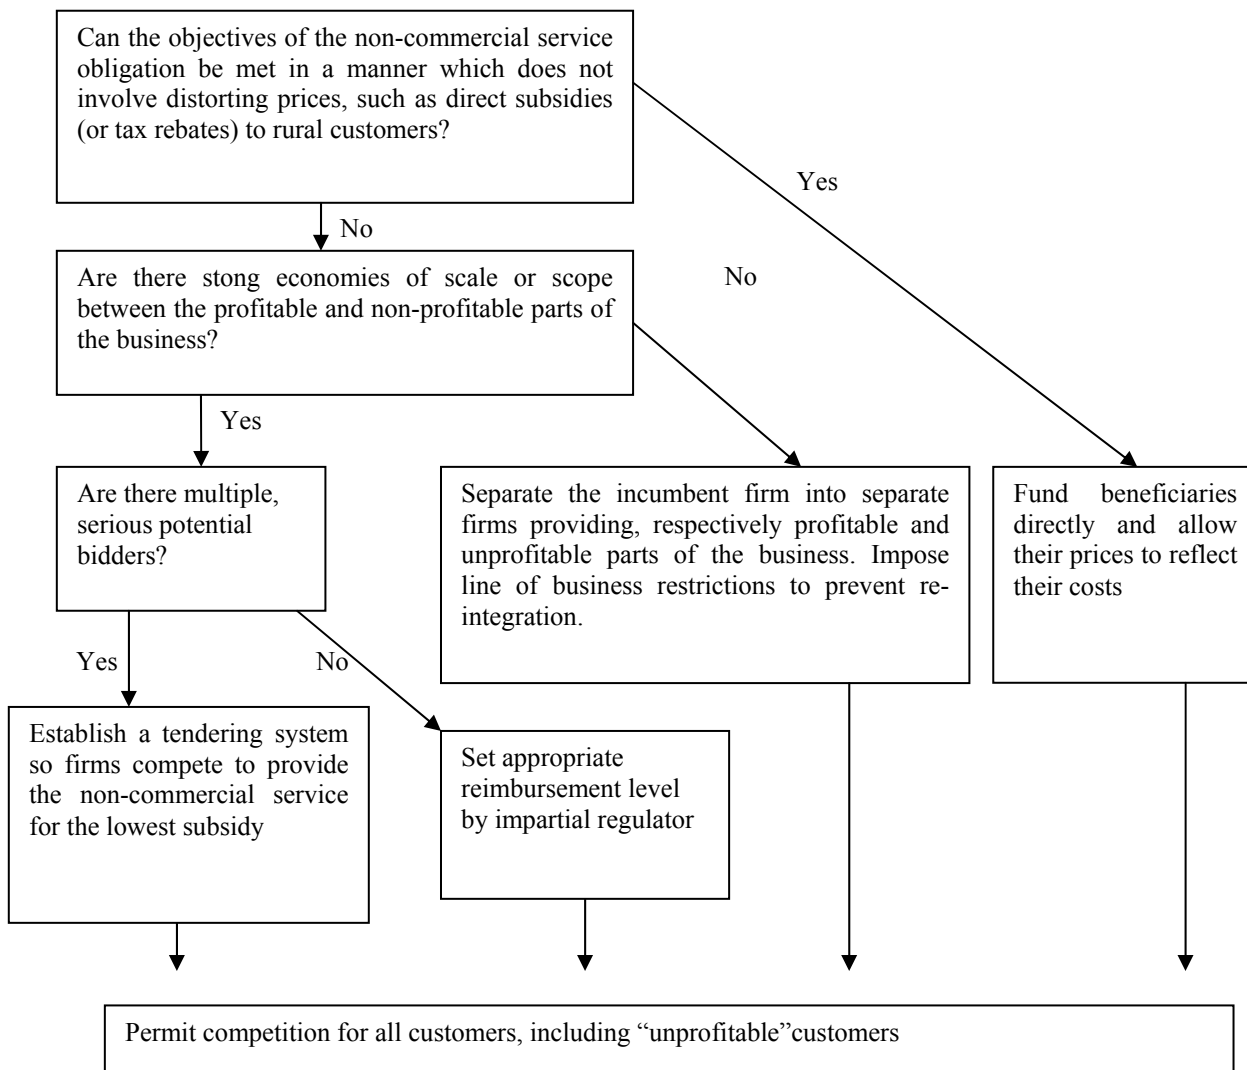 Can the objectives of the non-commercial service
obligation be met in a manner which does not
involve distorting prices, such as direct subsidies
(or tax rebates) to rural customers?
Yes
No
Are there stong economies of scale or scope
between the profitable and non-profitable parts of
the business?
No
Yes
Are there multiple,
serious potential
bidders?
Separate the incumbent firm into separate
firms providing, respectively profitable and
unprofitable parts of the business. Impose
line of business restrictions to prevent re-
integration.
Fund beneficiaries
directly and allow
their prices to reflect
their costs
Yes
No
Establish a tendering system
so firms compete to provide
the non-commercial service
for the lowest subsidy
Set appropriate
reimbursement level
by impartial regulator
Permit competition for all customers, including “unprofitable”customers